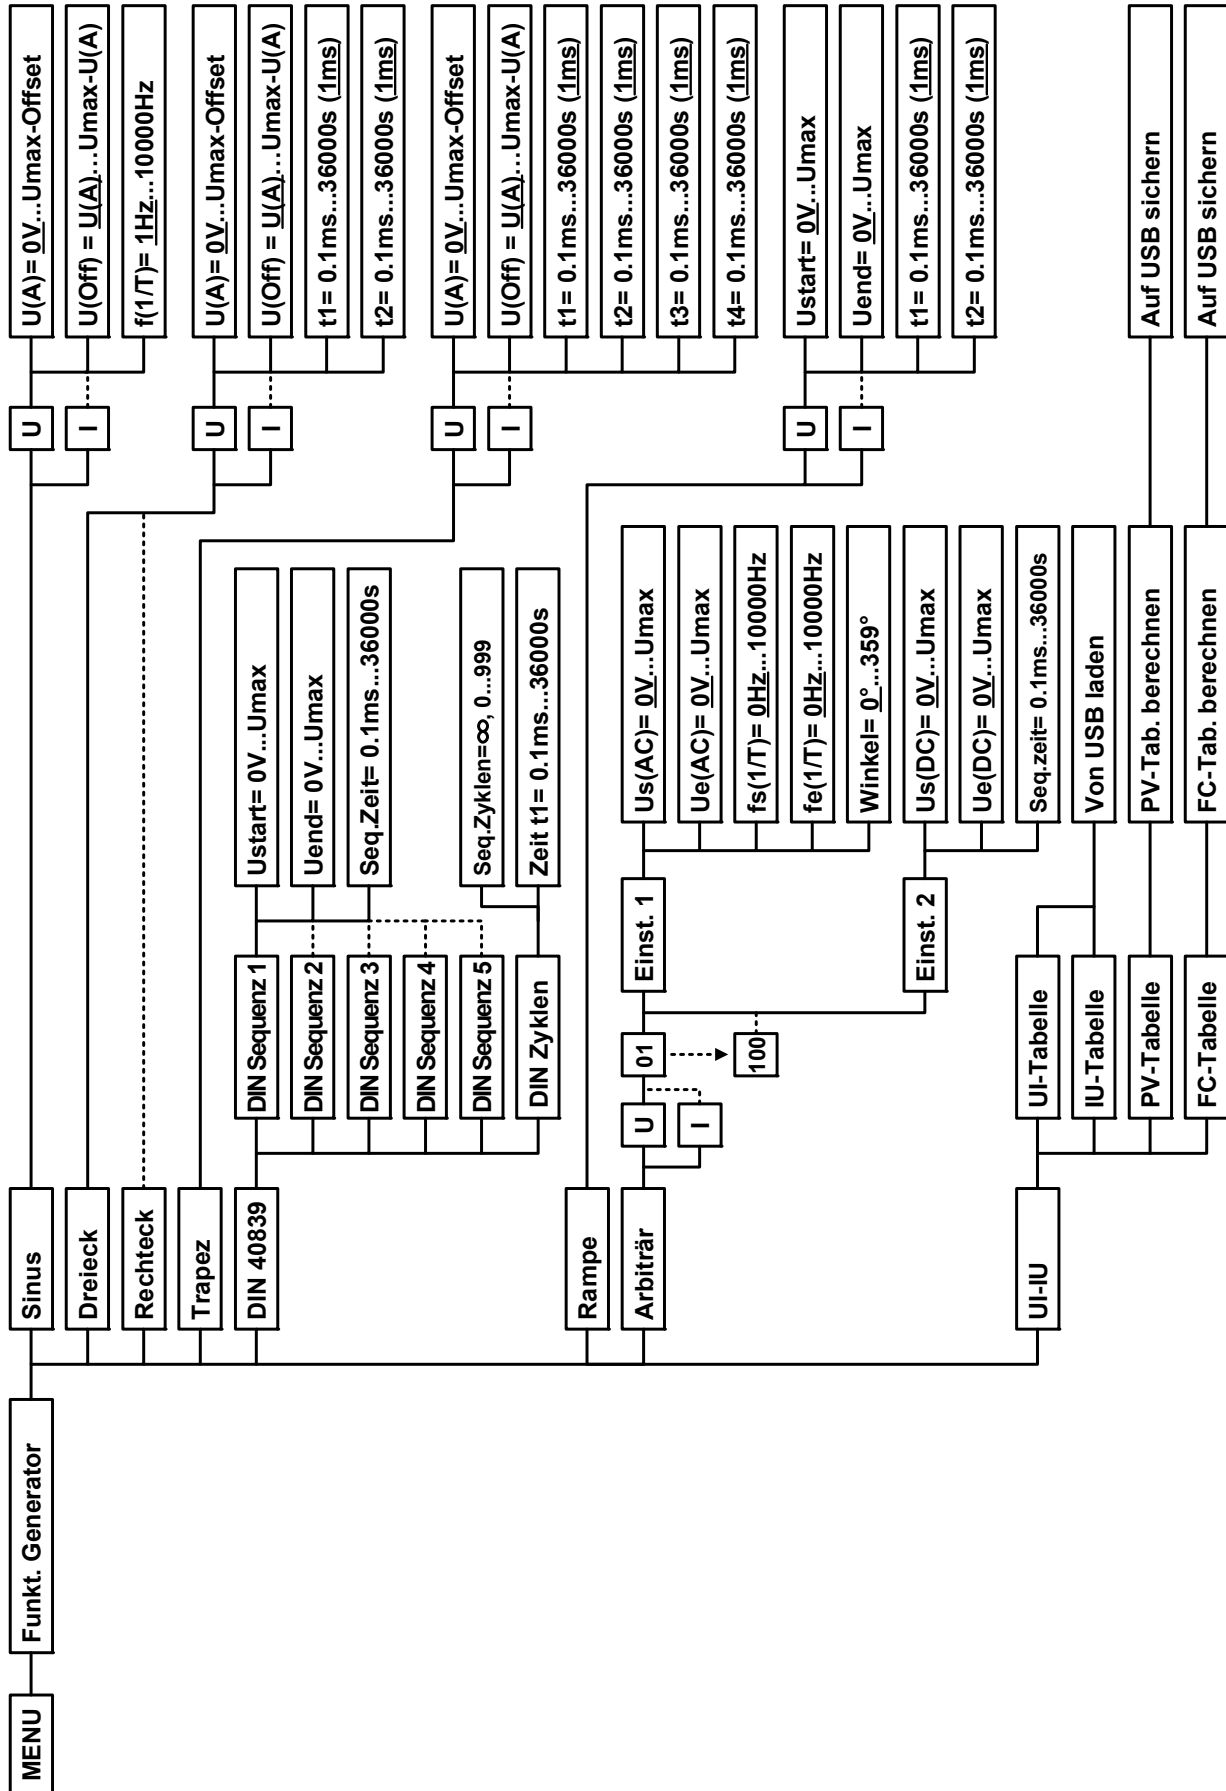 MENU
Funkt. Generator
Sinus
U
I
U(A)= 0V...Umax-Offset
U(Off) = U(A)...Umax-U(A)
f(1/T)= 1Hz...10000Hz
Dreieck
Rechteck
U
I
U(A)= 0V...Umax-Offset
U(Off) = U(A)...Umax-U(A)
t1= 0.1ms...36000s (1ms)
t2= 0.1ms...36000s (1ms)
Trapez
U
I
U(A)= 0V...Umax-Offset
U(Off) = U(A)...Umax-U(A)
t1= 0.1ms...36000s (1ms)
t2= 0.1ms...36000s (1ms)
t3= 0.1ms...36000s (1ms)
t4= 0.1ms...36000s (1ms)
DIN 40839
DIN Sequenz 1
DIN Sequenz 2
DIN Sequenz 3
DIN Sequenz 4
DIN Sequenz 5
DIN Zyklen
Ustart= 0V...Umax
Uend= 0V...Umax
Seq.Zeit= 0.1ms...36000s
Seq.Zyklen=∞, 0...999
Zeit t1= 0.1ms...36000s
Rampe
U
I
Ustart= 0V...Umax
Uend= 0V...Umax
t1= 0.1ms...36000s (1ms)
t2= 0.1ms...36000s (1ms)
Arbiträr
U
I
01
100
Einst. 1
Us(AC)= 0V...Umax
Ue(AC)= 0V...Umax
fs(1/T)= 0Hz...10000Hz
fe(1/T)= 0Hz...10000Hz
Winkel= 0°...359°
Einst. 2
Us(DC)= 0V...Umax
Ue(DC)= 0V...Umax
Seq.zeit= 0.1ms...36000s
UI-IU
UI-Tabelle
IU-Tabelle
Von USB laden
PV-Tabelle
PV-Tab. berechnen
Auf USB sichern
FC-Tabelle
FC-Tab. berechnen
Auf USB sichern